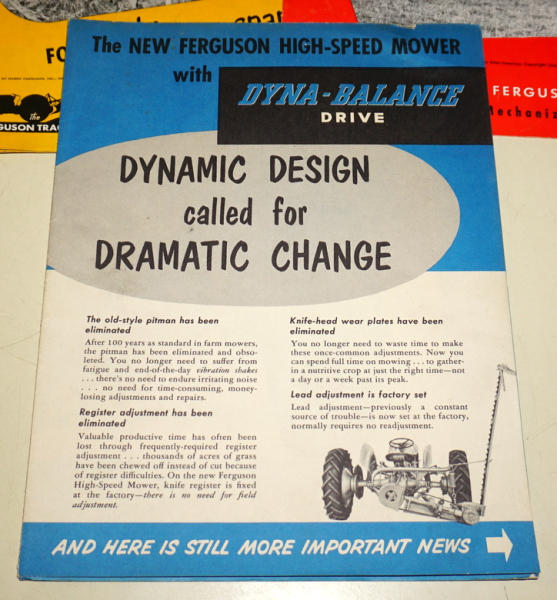 FO
The
GUSON TRAC
The NEW FERGUSON HIGH-SPEED MOWER
with
DYNA-BALANCE
DRIVE
FERGUS
Mechaniz
DYNAMIC DESIGN
called for
DRAMATIC CHANGE
The old-style pitman has been
eliminated
After 100 years as standard in farm mowers,
the pitman has been eliminated and obso-
leted. You no longer need to suffer from
fatigue and end-of-the-day vibration shakes
. . . there's no need to endure irritating noise
. . . no need for time-consuming, money-
losing adjustments and repairs.
Register adjustment has been
eliminated
Valuable productive time has often been
lost through frequently-required register
adjustment . . . thousands of acres of grass
have been chewed off instead of cut because
of register difficulties. On the new Ferguson
High-Speed Mower, knife register is fixed
at the factory—there is no need for field
adjustment.
Knife-head wear plates have been
eliminated
You no longer need to waste time to make
these once-common adjustments. Now you
can spend full time on mowing . . . to gather-
in a nutritive crop at just the right time—not
a day or a week past its peak.
Lead adjustment is factory set
Lead adjustment—previously a constant
source of trouble—is now set at the factory,
normally requires no readjustment.
AND HERE IS STILL MORE IMPORTANT NEWS